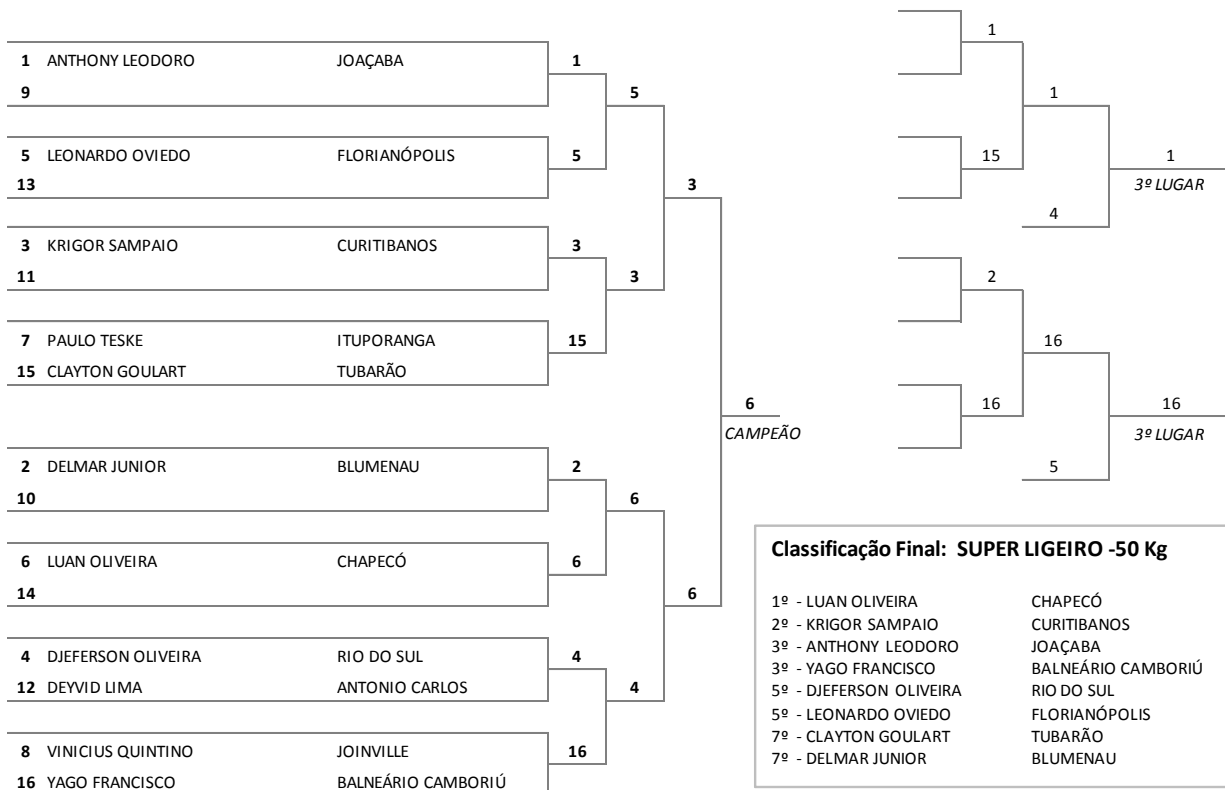 1 ANTHONY LEODORO JOAÇABA
9
1
5
5 LEONARDO OVIEDO FLORIANÓPOLIS
13
5
3
3 KRIGOR SAMPAIO CURITIBANOS
11
3
3
7 PAULO TESKE ITUPORANGA
15 CLAYTON GOULART TUBARÃO
15
6
CAMPEÃO
2 DELMAR JUNIOR BLUMENAU
10
2
6
6 LUAN OLIVEIRA CHAPECÓ
14
6
6
4 DJEFERSON OLIVEIRA RIO DO SUL
12 DEYVID LIMA ANTONIO CARLOS
4
4
8 VINICIUS QUINTINO JOINVILLE
16 YAGO FRANCISCO BALNEÁRIO CAMBORIÚ
16
1
1
15
1
3º LUGAR
4
2
16
16
16
3º LUGAR
5
Classificação Final: SUPER LIGEIRO -50 Kg
1º - LUAN OLIVEIRA CHAPECÓ
2º - KRIGOR SAMPAIO CURITIBANOS
3º - ANTHONY LEODORO JOAÇABA
3º - YAGO FRANCISCO BALNEÁRIO CAMBORIÚ
5º - DJEFERSON OLIVEIRA RIO DO SUL
5º - LEONARDO OVIEDO FLORIANÓPOLIS
7º - CLAYTON GOULART TUBARÃO
7º - DELMAR JUNIOR BLUMENAU